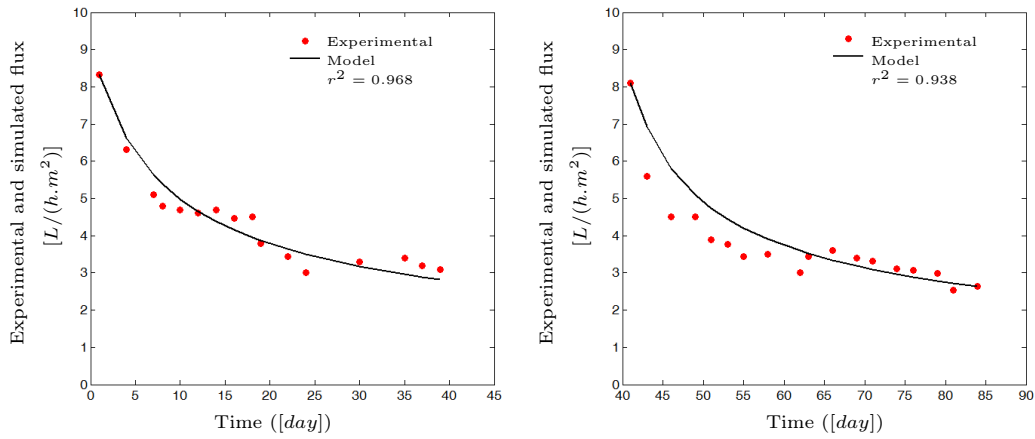 Experimental and simulated flux
[L/(h.m²)]
10
9
8
7
6
5
4
3
2
1
0
Experimental
Model
r² = 0.968
0 5 10 15 20 25 30 35 40 45
Time ([day])
Experimental and simulated flux
[L/(h.m²)]
10
9
8
7
6
5
4
3
2
1
0
Experimental
Model
r² = 0.938
40 45 50 55 60 65 70 75 80 85 90
Time ([day])